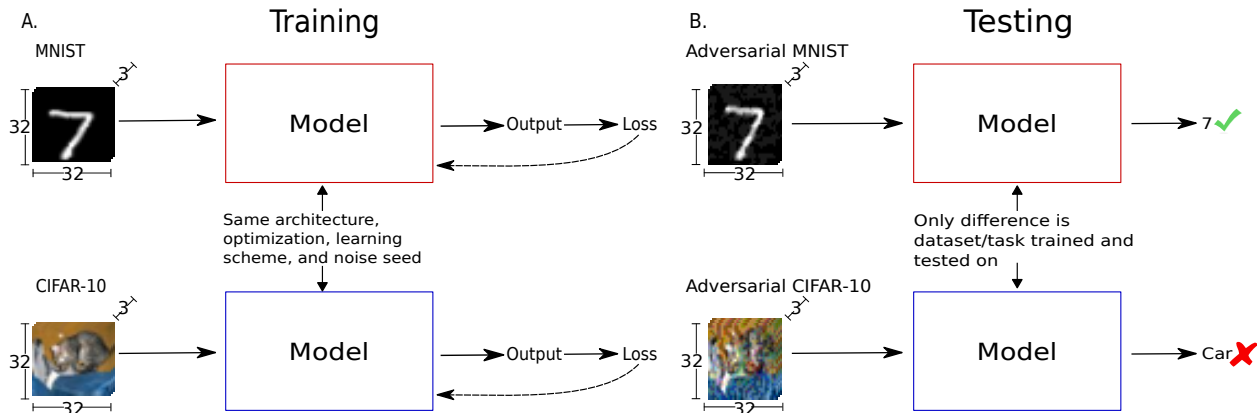 A.
Training
MNIST
3
32
32
Model
Output
Loss
Same architecture,
optimization, learning
scheme, and noise seed
CIFAR-10
3
32
32
Model
Output
Loss
B.
Testing
Adversarial MNIST
3
32
32
Model
7
Only difference is
dataset/task trained and
tested on
Adversarial CIFAR-10
3
32
32
Model
Car